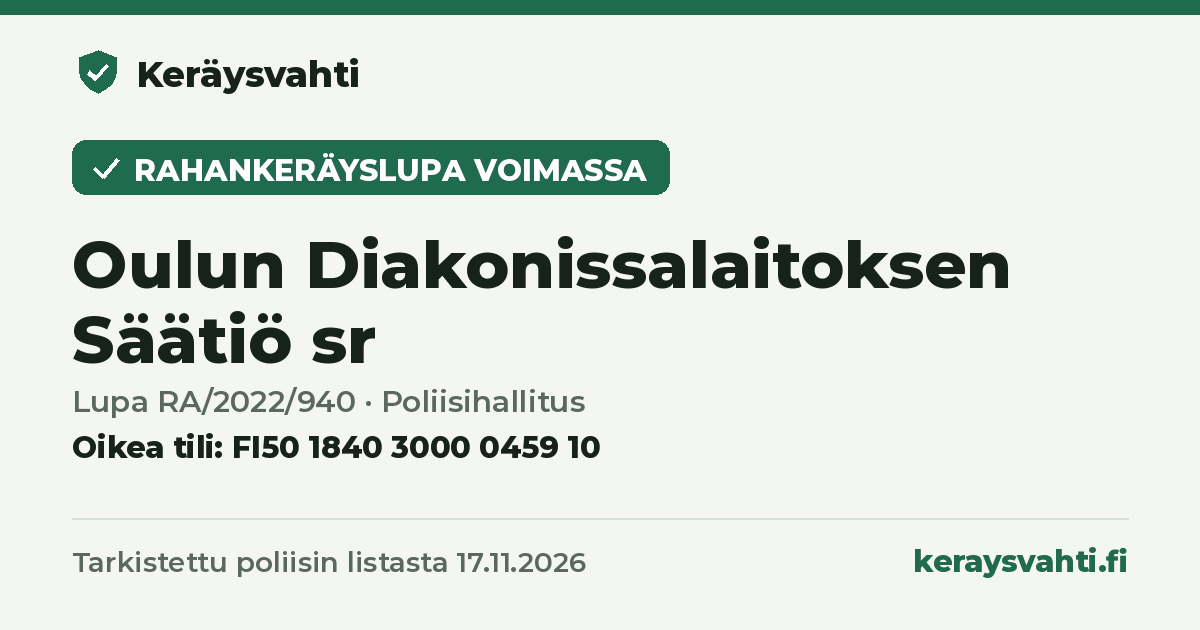 Keräysvahti
RAHANKERÄYSLUPA VOIMASSA
Oulun Diakonissalaitoksen
Säätiö sr
Lupa RA/2022/940 · Poliisihallitus
Oikea tili: FI50 1840 3000 0459 10
Tarkistettu poliisin listasta 17.11.2026
keraysvahti.fi